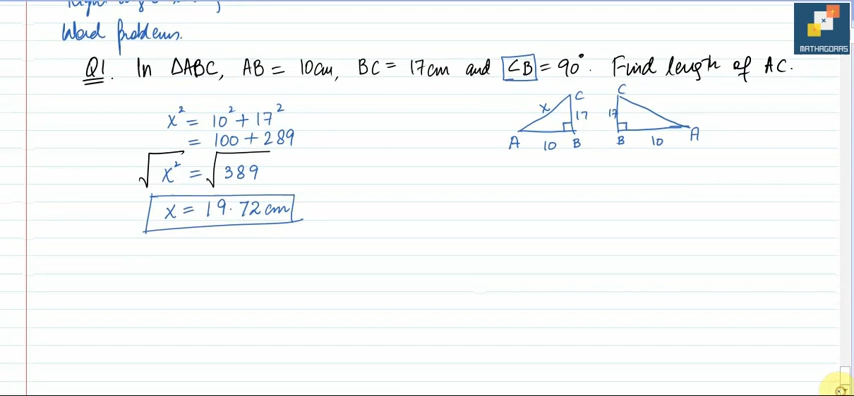 Word problems.
Q1. In ΔABC, AB = 10cm, BC = 17cm and ∠B = 90°. Find length of AC.
x² = 10² + 17²
= 100 + 289
√x² = √389
x = 19.72 cm
C
x
17
A
10
B
C
17
B
10
A
MATHAGORAS